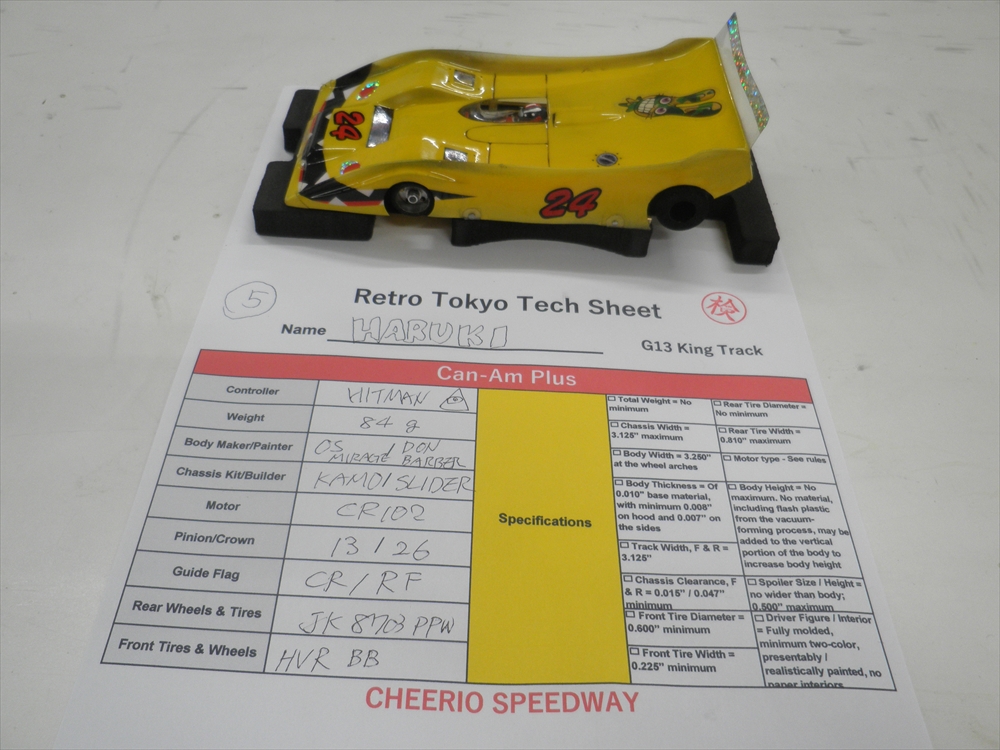 24
24
5
Retro Tokyo Tech Sheet
Name HARUKI
G13 King Track
Can-Am Plus
Controller HITMAN
Weight 84 g
Body Maker/Painter OS MIRAGE / DON BARBER
Chassis Kit/Builder KAMOI SLIDER
Motor CR102
Pinion/Crown 13 / 26
Guide Flag CR/RF
Rear Wheels & Tires JK 8703 PPW
Front Tires & Wheels HVR BB
Specifications
Total Weight = No
minimum
Chassis Width =
3.125" maximum
Body Width = 3.250"
at the wheel arches
Body Thickness = Of
0.010" base material,
with minimum 0.008"
on hood and 0.007" on
the sides
Track Width, F & R =
3.125"
Chassis Clearance, F
& R = 0.015" / 0.047"
minimum
Front Tire Diameter =
0.600" minimum
Front Tire Width =
0.225" minimum
Rear Tire Diameter =
No minimum
Rear Tire Width =
0.810" maximum
Motor type - See rules
Body Height = No
maximum. No material,
including flash plastic
from the vacuum-
forming process, may be
added to the vertical
portion of the body to
increase body height
Spoiler Size / Height =
no wider than body;
0.500" maximum
Driver Figure / Interior
= Fully molded,
minimum two-color,
presentably /
realistically painted, no
paper interiors
CHEERIO SPEEDWAY